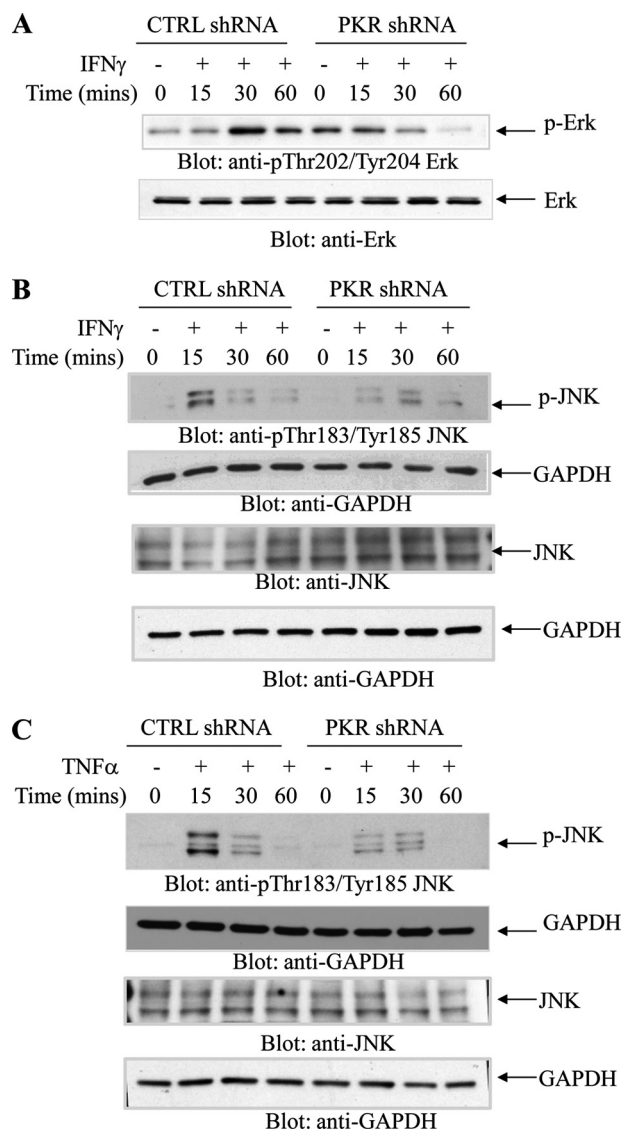 A
CTRL shRNA PKR shRNA
IFNγ - + + + - + + +
Time (mins) 0 15 30 60 0 15 30 60
p-Erk
Blot: anti-pThr202/Tyr204 Erk
Erk
Blot: anti-Erk
B
CTRL shRNA PKR shRNA
IFNγ - + + + - + + +
Time (mins) 0 15 30 60 0 15 30 60
p-JNK
Blot: anti-pThr183/Tyr185 JNK
GAPDH
Blot: anti-GAPDH
JNK
Blot: anti-JNK
GAPDH
Blot: anti-GAPDH
C
CTRL shRNA PKR shRNA
TNFα - + + + - + + +
Time (mins) 0 15 30 60 0 15 30 60
p-JNK
Blot: anti-pThr183/Tyr185 JNK
GAPDH
Blot: anti-GAPDH
JNK
Blot: anti-JNK
GAPDH
Blot: anti-GAPDH